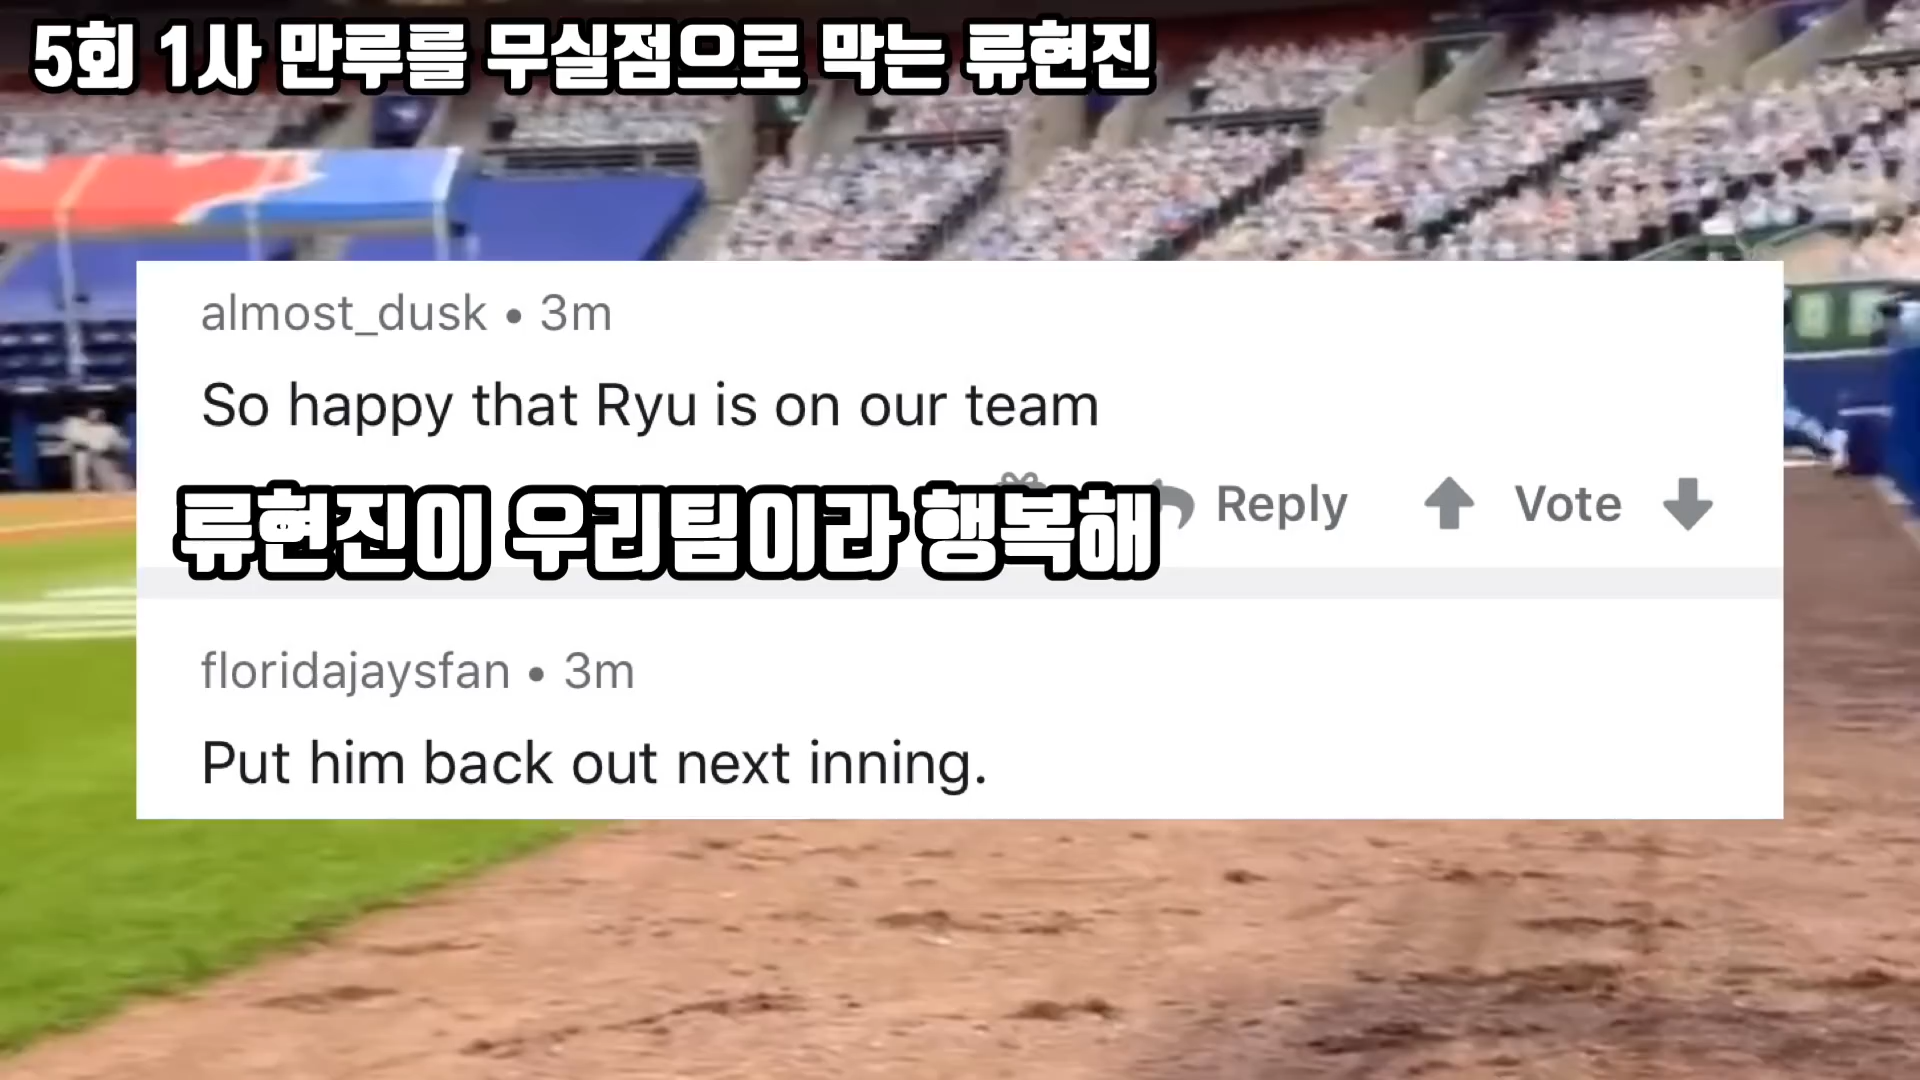 5회 1사 만루를 무실점으로 막는 류현진
almost_dusk • 3m
So happy that Ryu is on our team
류현진이 우리팀이라 행복해
Reply Vote
floridajaysfan • 3m
Put him back out next inning.